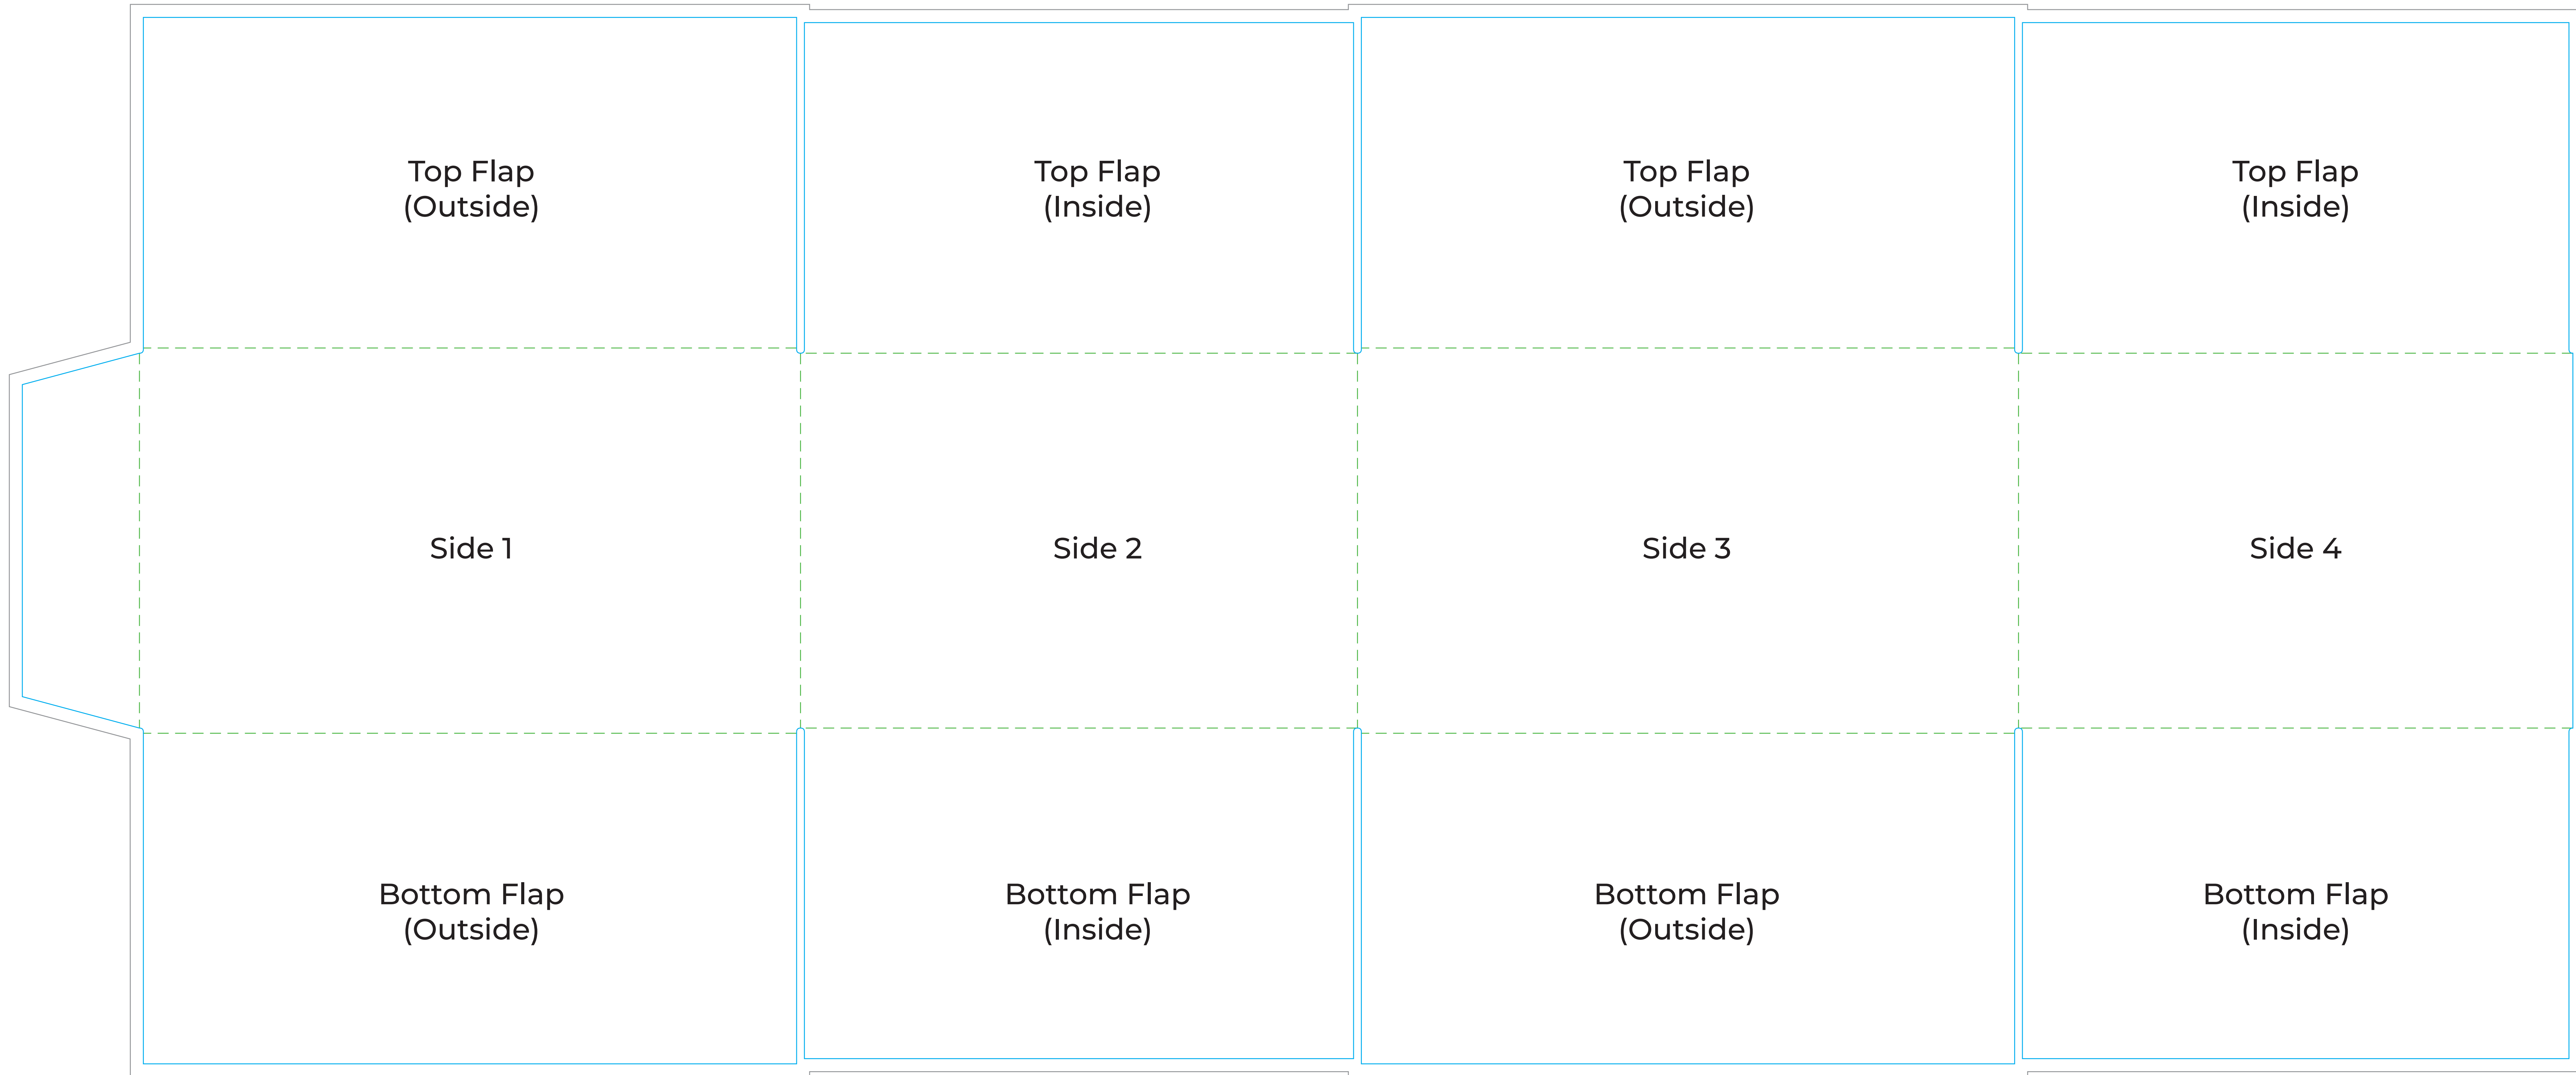 Top Flap
(Outside)
Top Flap
(Inside)
Top Flap
(Outside)
Top Flap
(Inside)
Side 1
Side 2
Side 3
Side 4
Bottom Flap
(Outside)
Bottom Flap
(Inside)
Bottom Flap
(Outside)
Bottom Flap
(Inside)